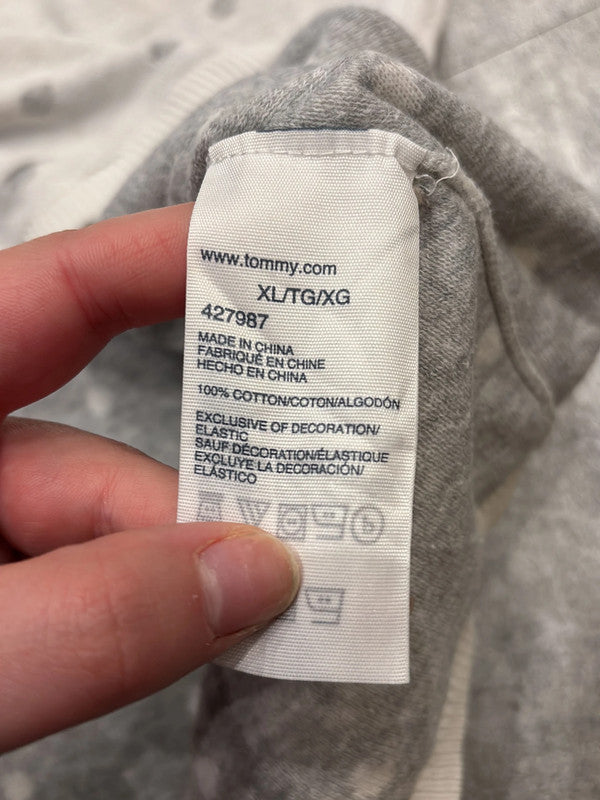 www.tommy.com
XL/TG/XG
427987
MADE IN CHINA
FABRIQUÉ EN CHINE
HECHO EN CHINA
100% COTTON/COTON/ALGODÓN
EXCLUSIVE OF DECORATION/
ELASTIC
SAUF DÉCORATION/ÉLASTIQUE
EXCLUYE LA DECORACIÓN/
ELÁSTICO